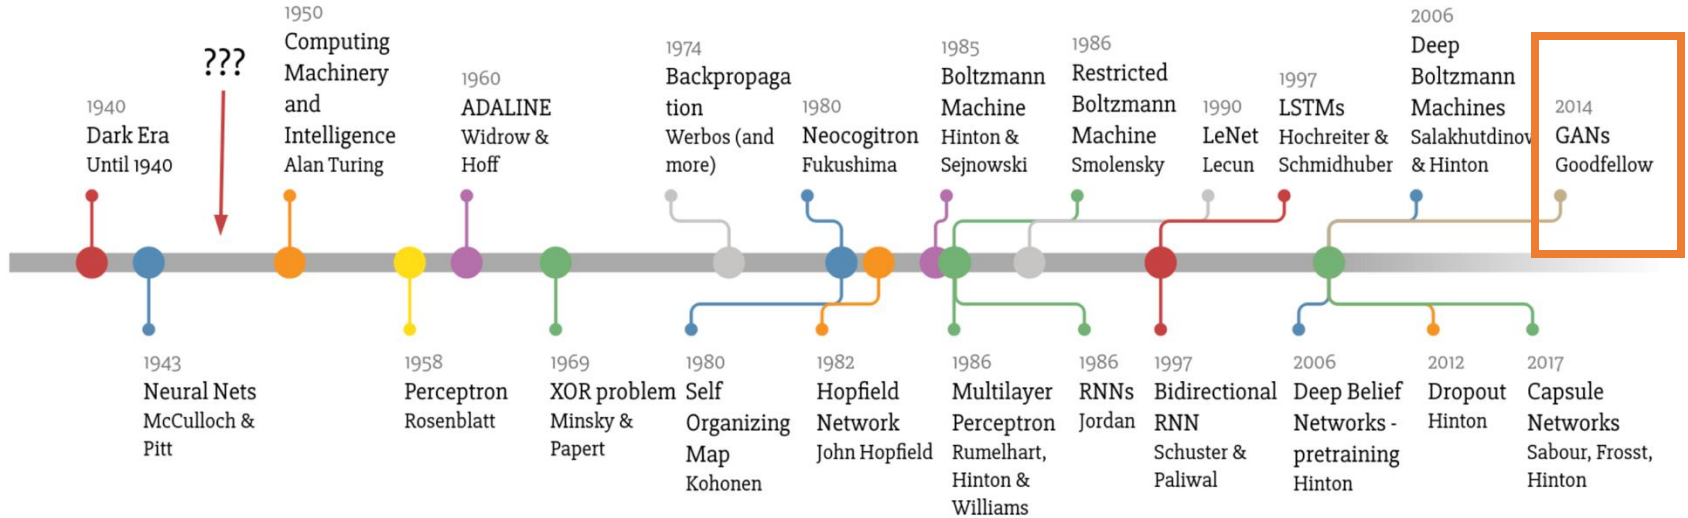 1940
Dark Era
Until 1940
???
1950
Computing
Machinery
and
Intelligence
Alan Turing
1960
ADALINE
Widrow &
Hoff
1974
Backpropaga
tion
Werbos (and
more)
1980
Neocogitron
Fukushima
1985
Boltzmann
Machine
Hinton &
Sejnowski
1986
Restricted
Boltzmann
Machine
Smolensky
1990
LeNet
Lecun
1997
LSTMs
Hochreiter &
Schmidhuber
2006
Deep
Boltzmann
Machines
Salakhutdinov
& Hinton
2014
GANs
Goodfellow
1943
Neural Nets
McCulloch &
Pitt
1958
Perceptron
Rosenblatt
1969
XOR problem
Minsky &
Papert
1980
Self
Organizing
Map
Kohonen
1982
Hopfield
Network
John Hopfield
1986
Multilayer
Perceptron
Rumelhart,
Hinton &
Williams
1986
RNNs
Jordan
1997
Bidirectional
RNN
Schuster &
Paliwal
2006
Deep Belief
Networks -
pretraining
Hinton
2012
Dropout
Hinton
2017
Capsule
Networks
Sabour, Frosst,
Hinton